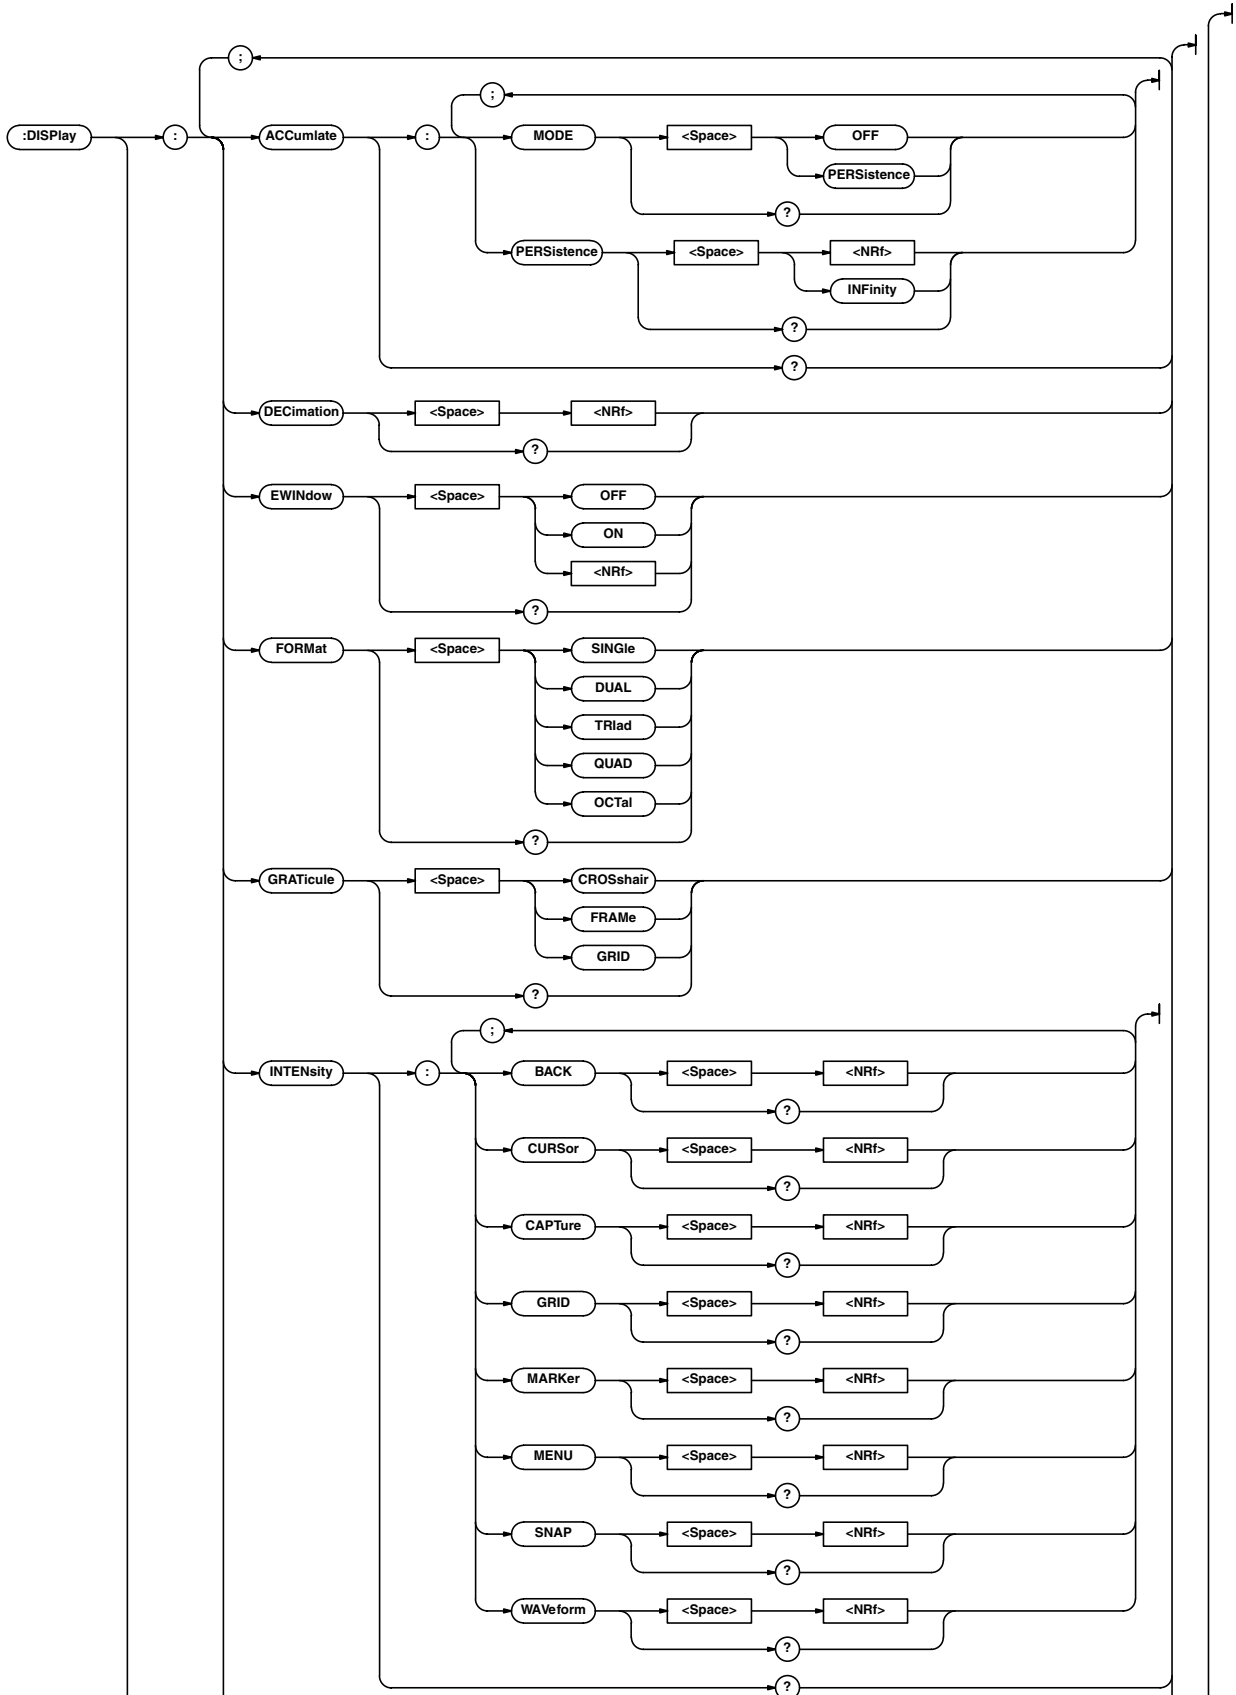 ;
;
:DISPlay : ACCumlate : MODE <Space> OFF
PERSistence
?
PERSistence <Space> <NRf>
INFinity
?
?
DECimation <Space> <NRf>
?
EWINdow <Space> OFF
ON
<NRf>
?
FORMat <Space> SINGle
DUAL
TRIad
QUAD
OCTal
?
GRATicule <Space> CROSshair
FRAMe
GRID
?
;
INTENsity : BACK <Space> <NRf>
?
CURSor <Space> <NRf>
?
CAPTure <Space> <NRf>
?
GRID <Space> <NRf>
?
MARKer <Space> <NRf>
?
MENU <Space> <NRf>
?
SNAP <Space> <NRf>
?
WAVeform <Space> <NRf>
?
?